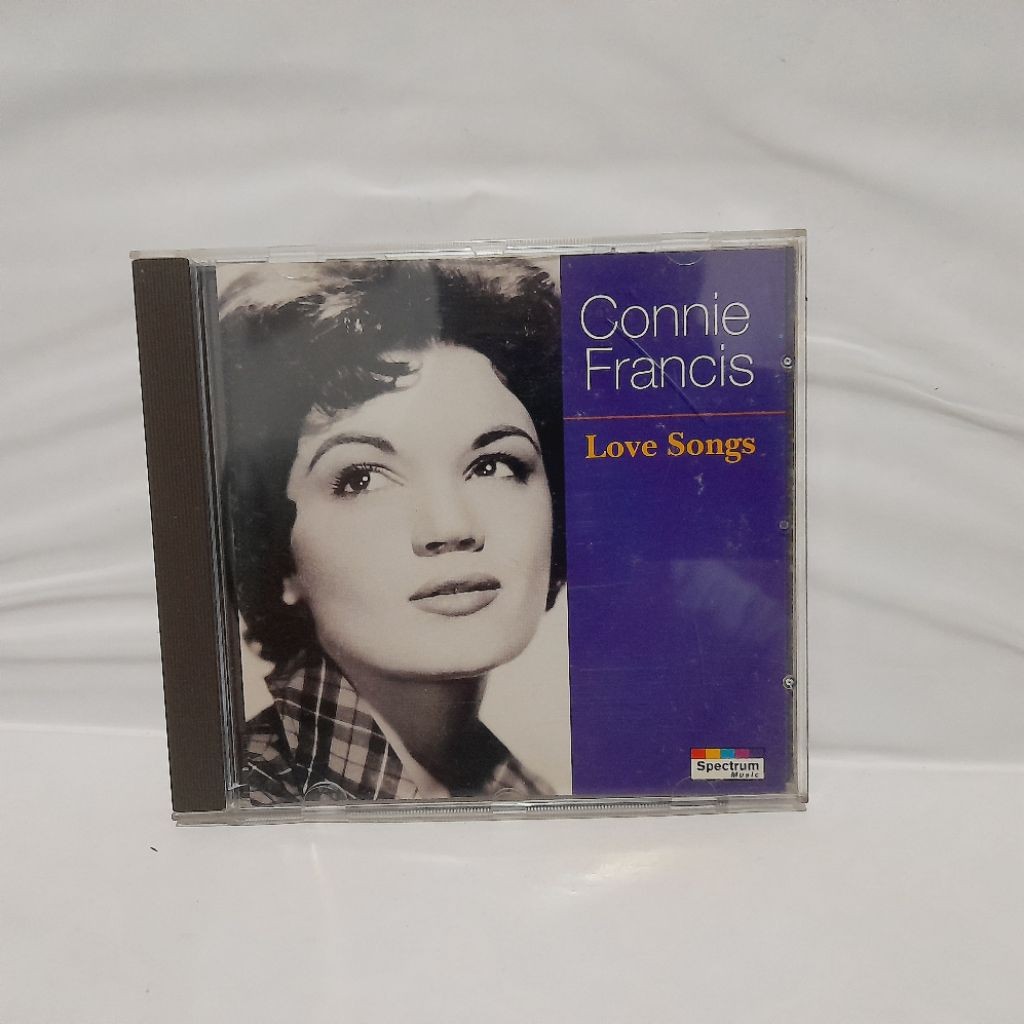 Connie
Francis
Love Songs
Spectrum
Music